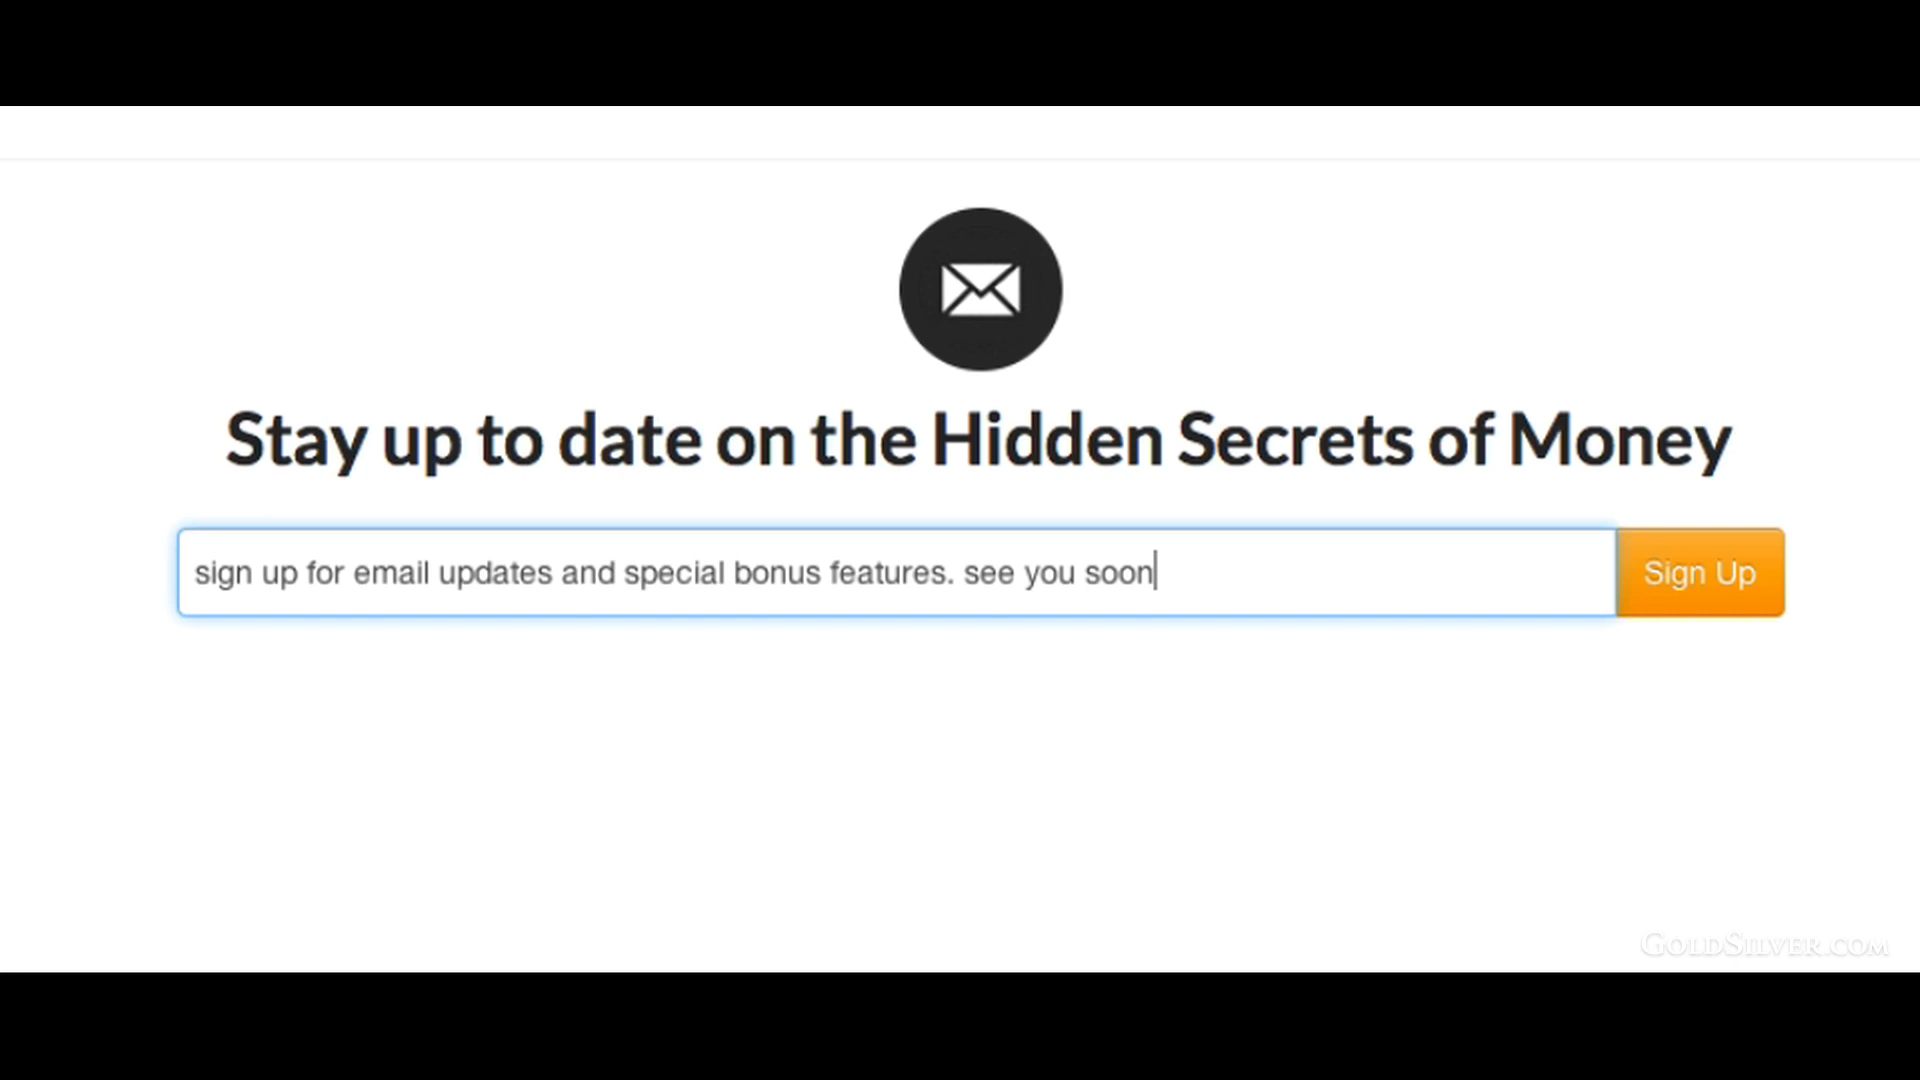 Stay up to date on the Hidden Secrets of Money
sign up for email updates and special bonus features. see you soon
Sign Up
GOLDSILVER.COM